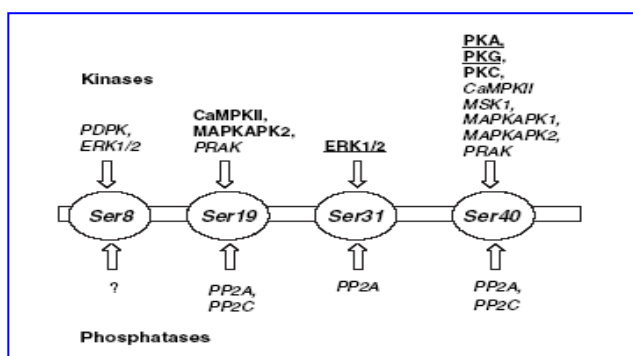 Kinases
PDPK,
ERK1/2
CaMPKII,
MAPKAPK2,
PRAK
ERK1/2
PKA,
PKG,
PKC,
CaMPKII
MSK1,
MAPKAPK1,
MAPKAPK2,
PRAK
Ser8
Ser19
Ser31
Ser40
?
PP2A,
PP2C
PP2A
PP2A,
PP2C
Phosphatases